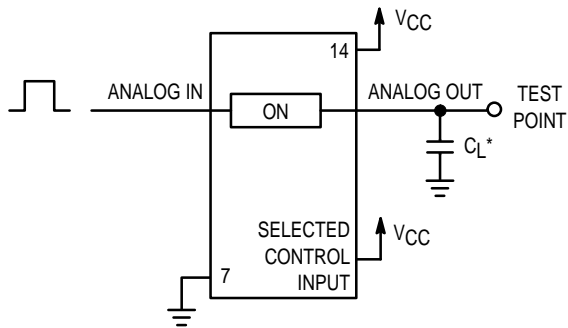 VCC
14
ANALOG IN
ON
ANALOG OUT
TEST
POINT
CL*
SELECTED
CONTROL
INPUT
VCC
7